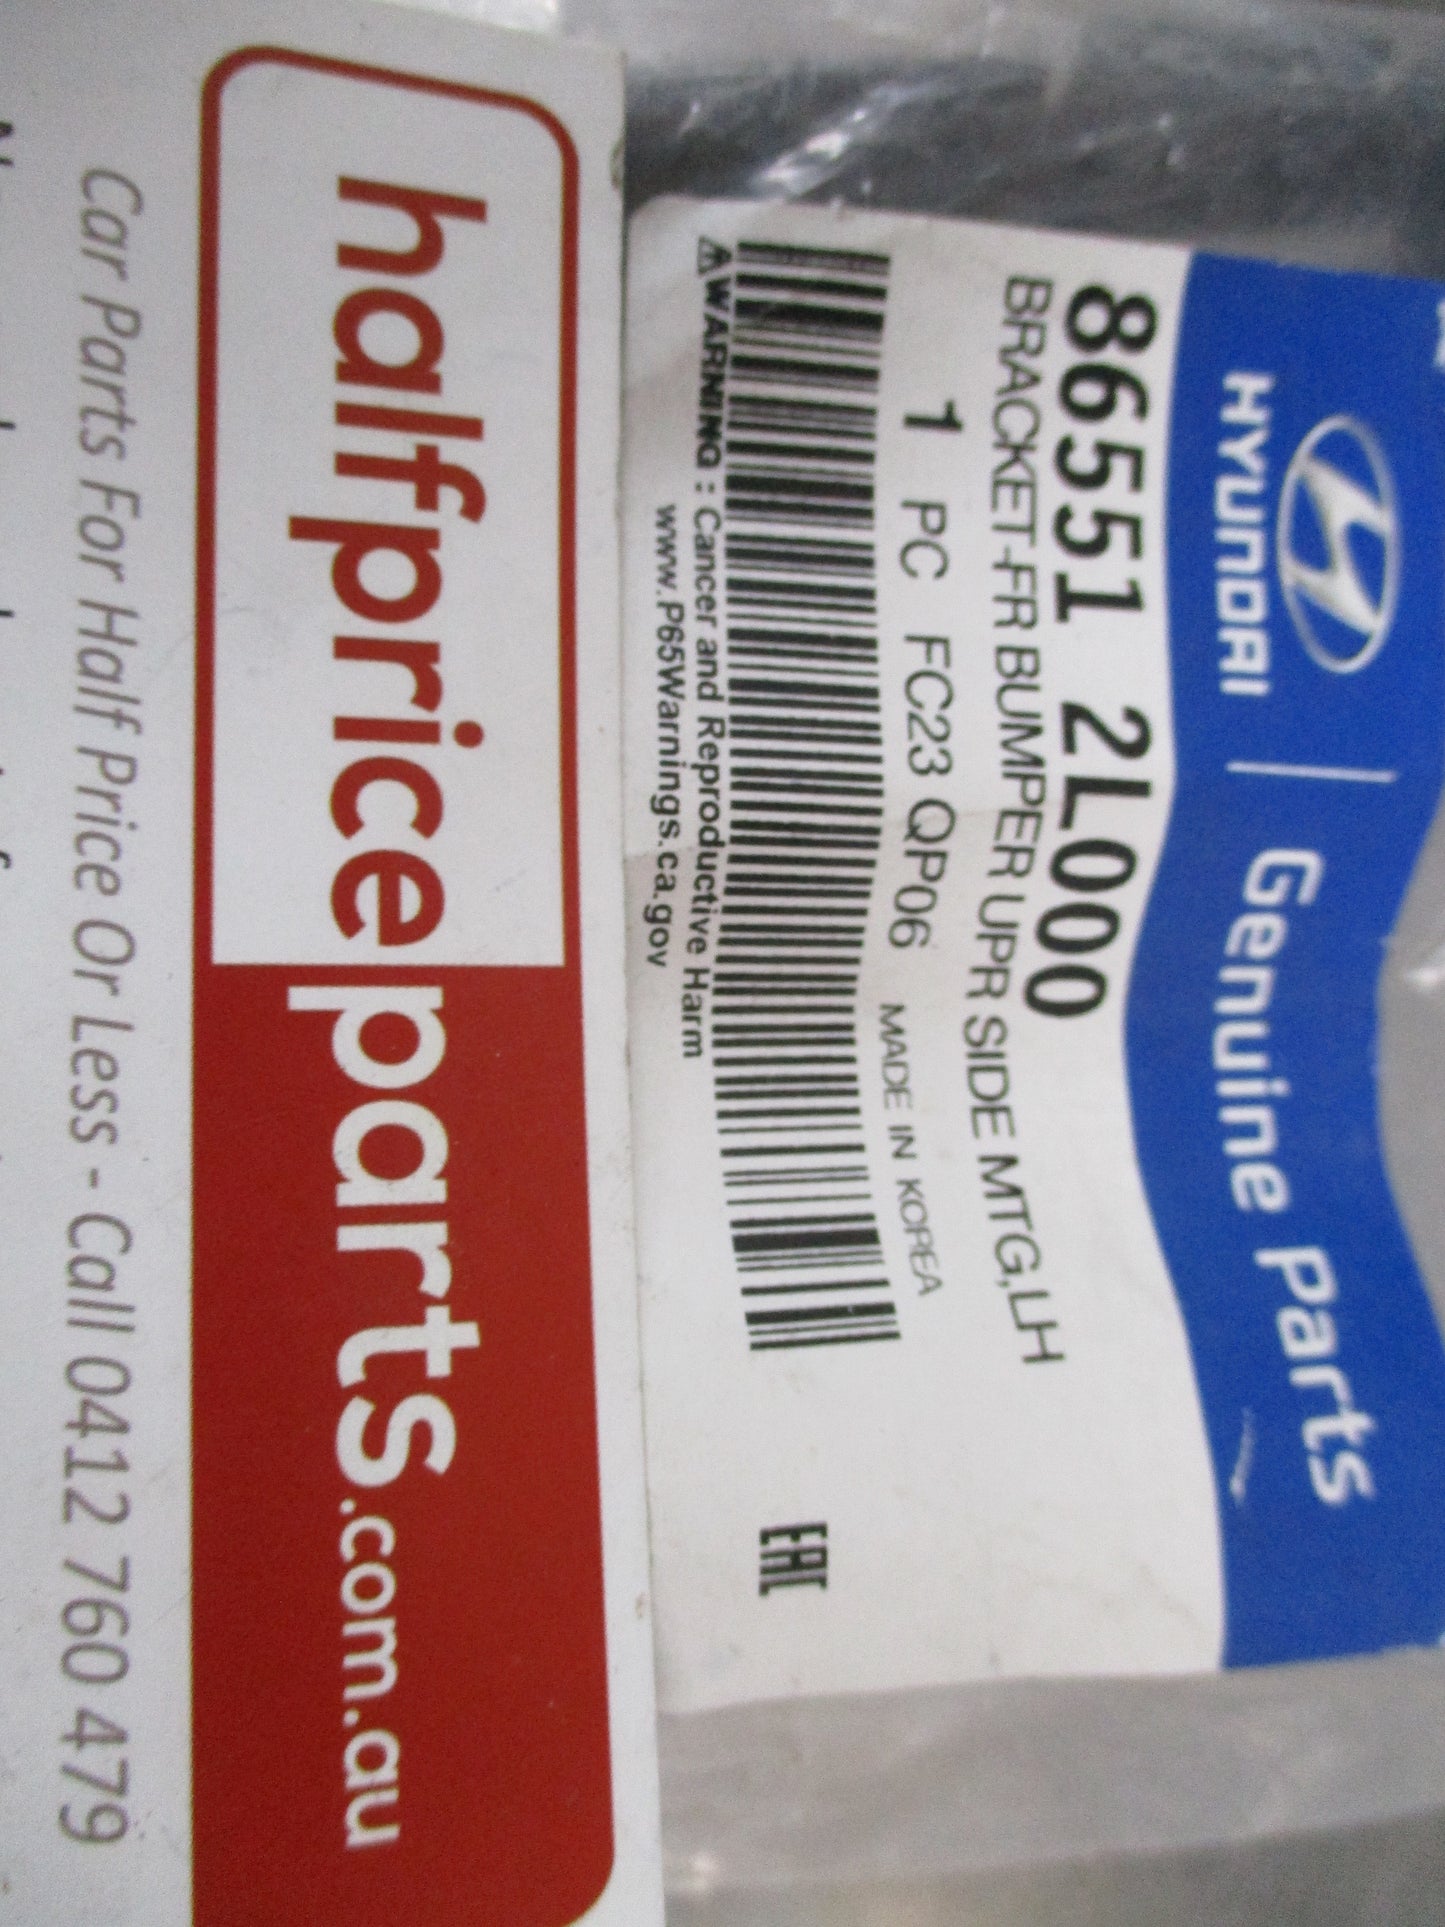 HYUNDAI | Genuine Parts
86551 2L000
BRACKET-FR BUMPER UPR SIDE MTG,LH
1 PC FC23 QP06 MADE IN KOREA
⚠WARNING : Cancer and Reproductive Harm
www.P65Warnings.ca.gov
EAC
halfpriceparts.com.au
Car Parts For Half Price Or Less - Call 0412 760 479